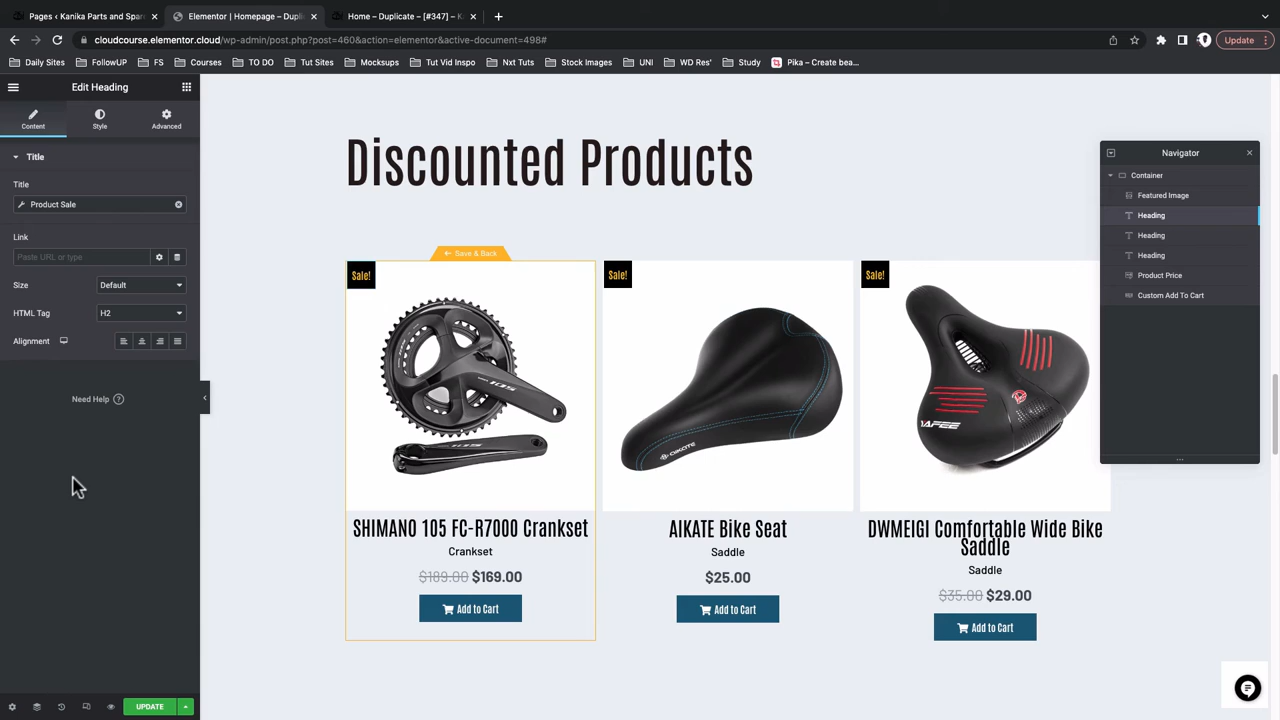 Pages ‹ Kanika Parts and Spar
Elementor | Homepage – Dupli
Home – Duplicate – [#347] – K
cloudcourse.elementor.cloud/wp-admin/post.php?post=460&action=elementor&active-document=498#
Update
Daily Sites
FollowUP
FS
Courses
TO DO
Tut Sites
Mocksups
Tut Vid Inspo
Nxt Tuts
Stock Images
UNI
WD Res'
Study
Pika – Create bea...
Edit Heading
Content
Style
Advanced
Title
Title
Product Sale
Link
Paste URL or type
Size
Default
HTML Tag
H2
Alignment
Need Help
UPDATE
Discounted Products
Save & Back
Sale!
Sale!
Sale!
105
105
OIKATE
YAFEE
SHIMANO 105 FC-R7000 Crankset
Crankset
$189.00 $169.00
Add to Cart
AIKATE Bike Seat
Saddle
$25.00
Add to Cart
DWMEIGI Comfortable Wide Bike
Saddle
Saddle
$35.00 $29.00
Add to Cart
Navigator
Container
Featured Image
Heading
Heading
Heading
Product Price
Custom Add To Cart